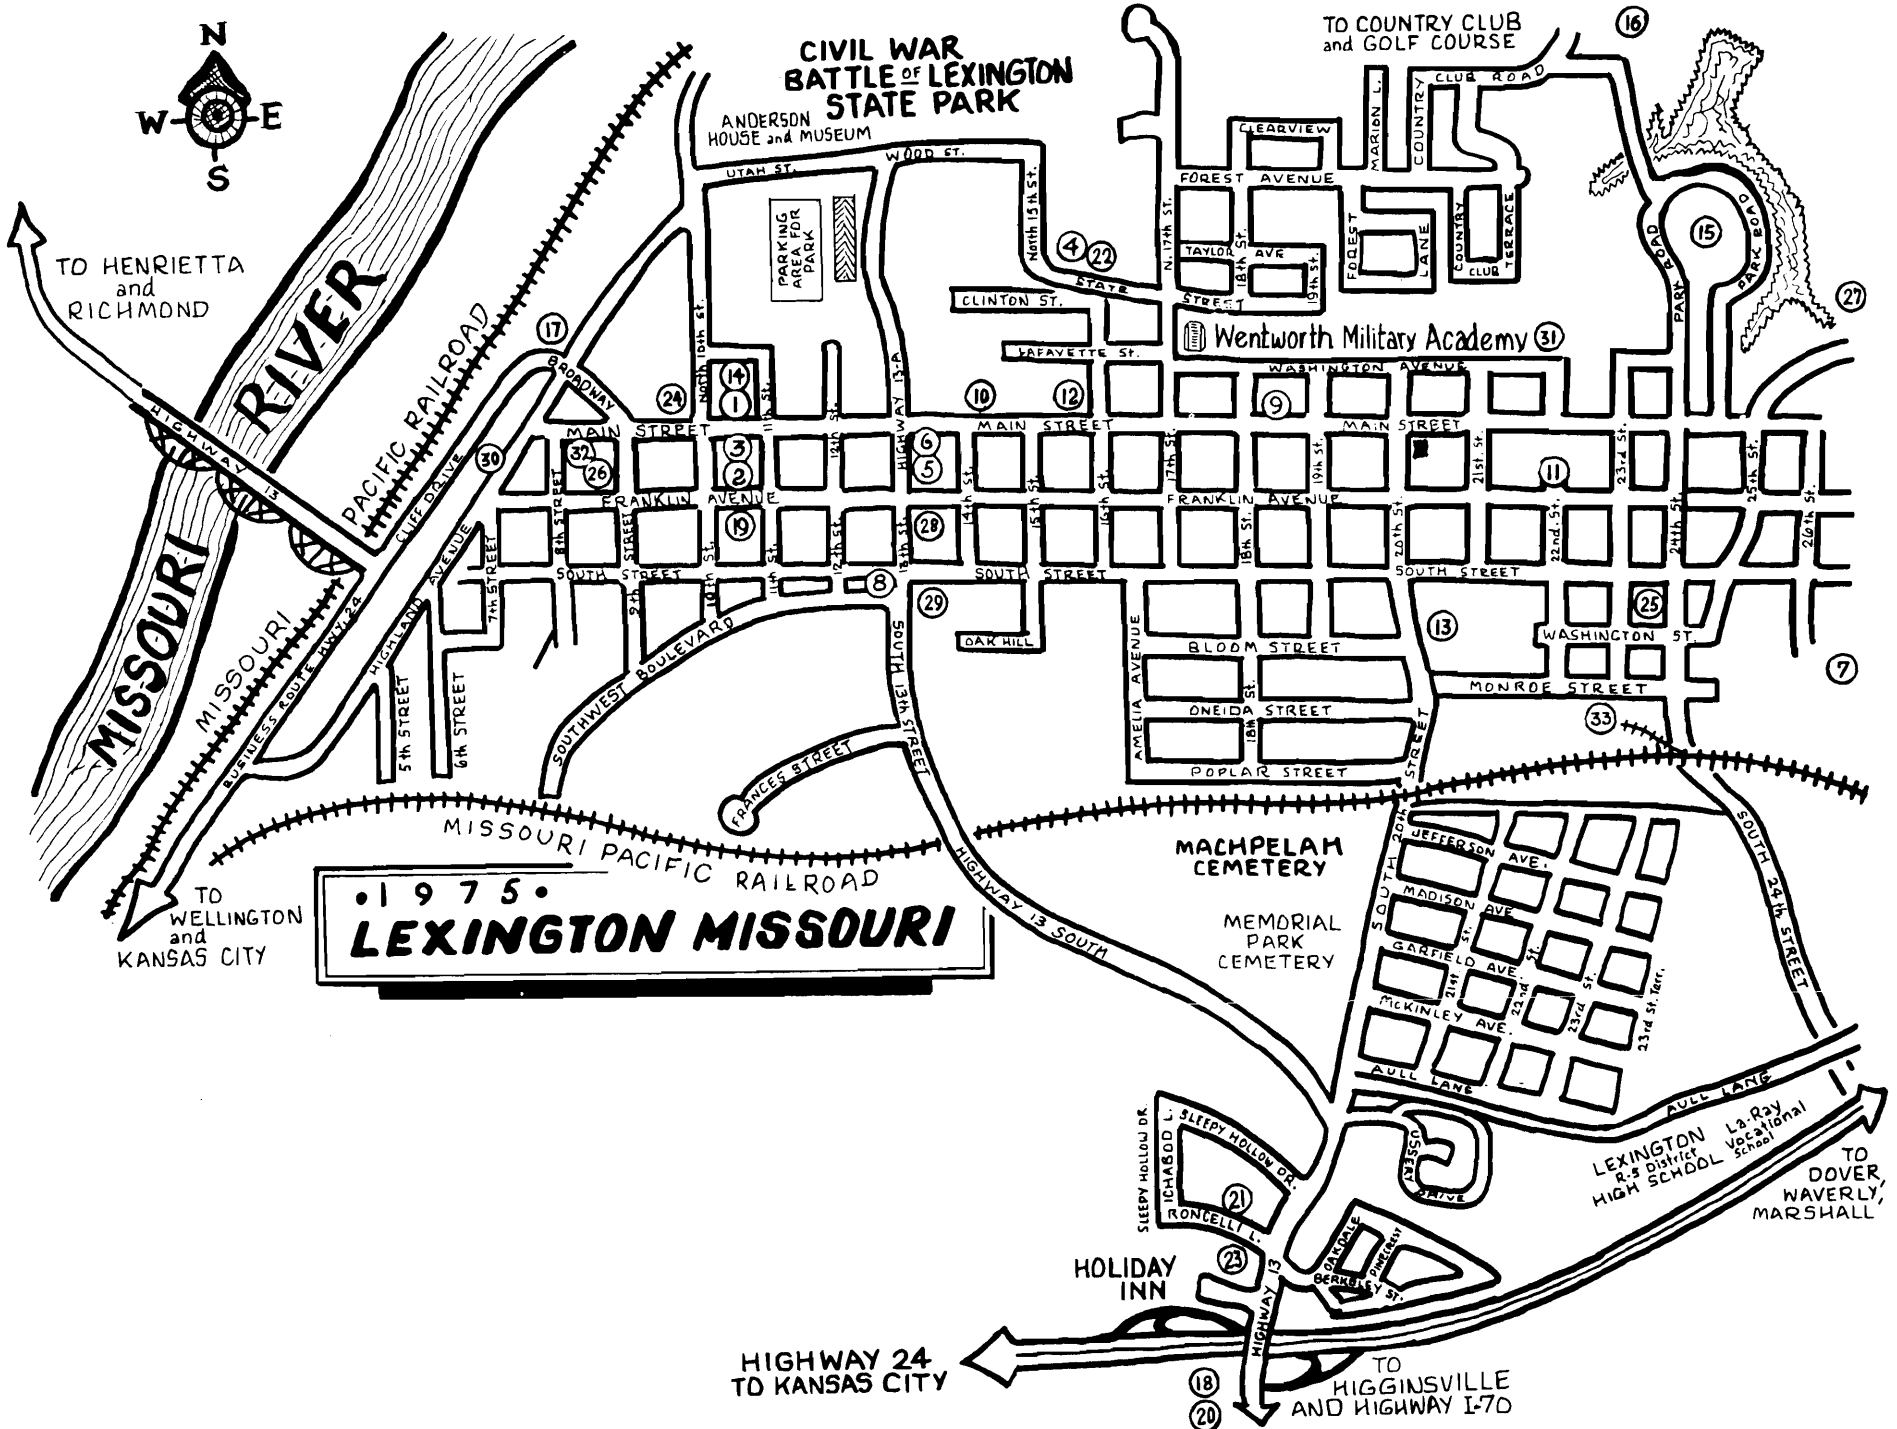 N
W
E
S
CIVIL WAR
BATTLE OF LEXINGTON
STATE PARK
ANDERSON
HOUSE and MUSEUM
TO COUNTRY CLUB
and GOLF COURSE
16
CLUB ROAD
COUNTRY
MARION L.
CLEARVIEW
FOREST AVENUE
UTAH ST.
WOOD ST.
North 15th St.
N. 17th ST.
18th St.
TAYLOR AVE
19th St.
FOREST
LANE
COUNTRY
CLUB
TERRACE
PARK ROAD
PARK ROAD
15
27
PARKING
AREA FOR
PARK
4
22
STATE
STREET
CLINTON ST.
LAFAYETTE St.
Wentworth Military Academy
31
WASHINGTON AVENUE
TO HENRIETTA
and
RICHMOND
MISSOURI
RIVER
HIGHWAY 13
MISSOURI
PACIFIC RAILROAD
17
BROADWAY
CLIFF DRIVE
30
24
North 10th St.
14
1
11th St.
12th St.
HIGHWAY 13-A
10
12
9
MAIN STREET
MAIN STREET
MAIN STREET
32
26
3
2
6
5
11
8th STREET
14th St.
15th St.
16th St.
17th St.
19th St.
21st. St.
23rd. St.
25th St.
FRANKLIN AVENUE
FRANKLIN AVENUE
7th STREET
STREET
19
28
10th St.
11th St.
12th St.
13th St.
18th St.
20th St.
22nd. St.
24th St.
26th St.
SOUTH STREET
SOUTH STREET
SOUTH STREET
9th
10th
11th St.
8
29
OAK HILL
13
25
WASHINGTON ST.
7
HIGHLAND AVENUE
BUSINESS ROUTE HWY. 24
5th STREET
6th STREET
SOUTHWEST BOULEVARD
SOUTH 13th STREET
FRANCES STREET
AMELIA AVENUE
BLOOM STREET
18th St.
ONEIDA STREET
18th
POPLAR STREET
MONROE STREET
33
STREET
SOUTH 20th
MISSOURI PACIFIC RAILROAD
TO
WELLINGTON
and
KANSAS CITY
• 1 9 7 5 •
LEXINGTON MISSOURI
HIGHWAY 13 SOUTH
MACHPELAH
CEMETERY
MEMORIAL
PARK
CEMETERY
JEFFERSON AVE.
MADISON AVE.
GARFIELD AVE.
MCKINLEY AVE.
21st. St.
22nd St.
23rd St.
23rd St. Terr.
SOUTH 24th STREET
AULL LANE
AULL LANE
LEXINGTON
R-5 District
HIGH SCHOOL
La-Ray
Vocational
School
TO
DOVER,
WAVERLY,
MARSHALL
SLEEPY HOLLOW DR.
ICHABOD L.
SLEEPY HOLLOW DR.
21
RONCELLI L.
USSERY
DRIVE
OAKDALE
PINECREST
BERKELEY ST.
HOLIDAY
INN
23
HIGHWAY 13
HIGHWAY 24
TO KANSAS CITY
18
20
TO
HIGGINSVILLE
AND HIGHWAY I-70